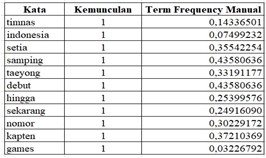 Kata Kemunculan Term Frequency Manual
timnas 1 0,14336501
indonesia 1 0,07499232
setia 1 0,35542254
samping 1 0,43580636
taeyong 1 0,33191177
debut 1 0,43580636
hingga 1 0,25399576
sekarang 1 0,24916090
nomor 1 0,30229172
kapten 1 0,37210369
games 1 0,03226792